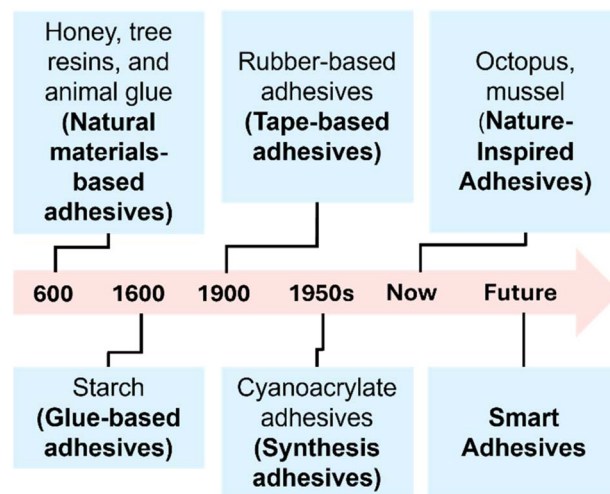 Honey, tree
resins, and
animal glue
(Natural
materials-
based
adhesives)
Rubber-based
adhesives
(Tape-based
adhesives)
Octopus,
mussel
(Nature-
Inspired
Adhesives)
600 1600 1900 1950s Now Future
Starch
(Glue-based
adhesives)
Cyanoacrylate
adhesives
(Synthesis
adhesives)
Smart
Adhesives